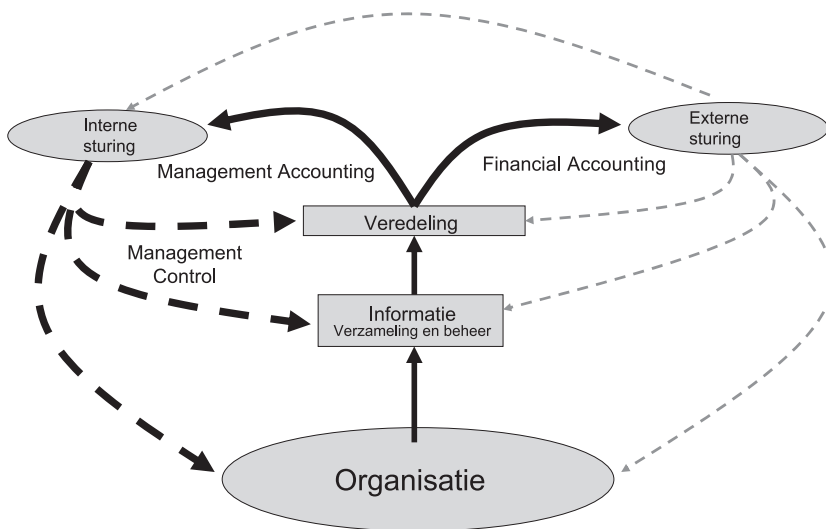 Interne
sturing
Externe
sturing
Management Accounting
Financial Accounting
Veredeling
Management
Control
Informatie
Verzameling en beheer
Organisatie